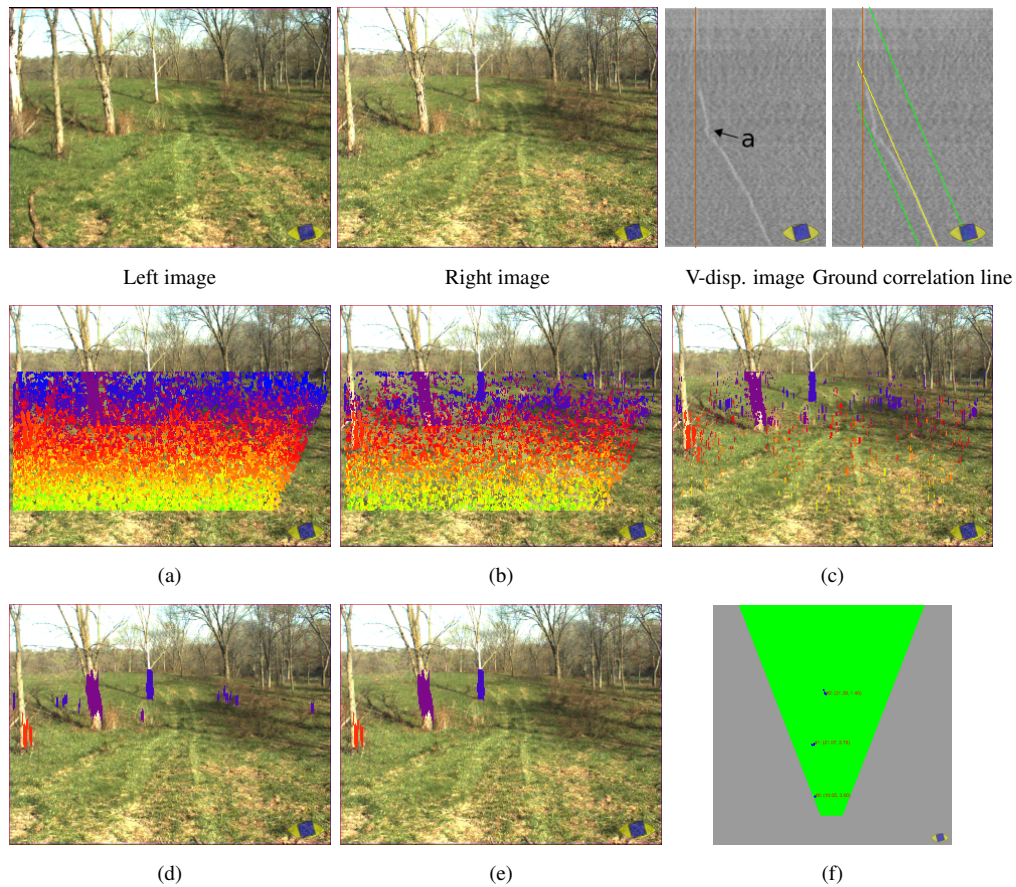 a
Left image
Right image
V-disp. image
Ground correlation line
(a)
(b)
(c)
(d)
(e)
(f)